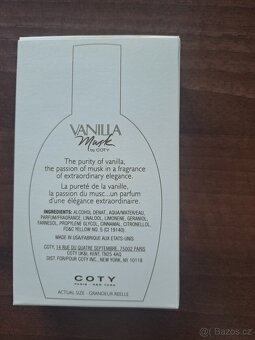 VANILLA
Musk
by COTY
The purity of vanilla,
the passion of musk in a fragrance
of extraordinary elegance.
La pureté de la vanille,
la passion du musc...un parfum
d'une élégance extraordinaire.
INGREDIENTS: ALCOHOL DENAT., AQUA/WATER/EAU,
PARFUM/FRAGRANCE, LINALOOL, LIMONENE, GERANIOL,
FARNESOL, PROPYLENE GLYCOL, CINNAMAL, CITRONELLOL,
FD&C YELLOW NO. 5 (CI 19140).
MADE IN USA/FABRIQUE AUX ETATS-UNIS
COTY, 14 RUE DU QUATRE SEPTEMBRE, 75002 PARIS
COTY UK&I, KENT, TN25 4AQ
DIST. FOR/POUR COTY INC., NEW YORK, NY 10118
COTY
PARIS · NEW YORK
ACTUAL SIZE · GRANDEUR RÉELLE
sbazar.cz